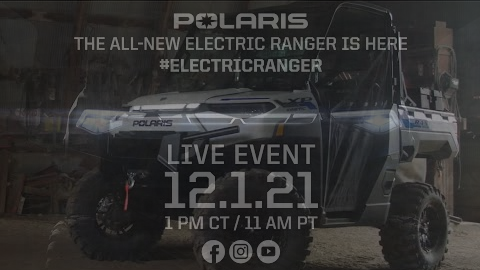 POLARIS
THE ALL-NEW ELECTRIC RANGER IS HERE
#ELECTRICRANGER
POLARIS
LIVE EVENT
12.1.21
1 PM CT / 11 AM PT